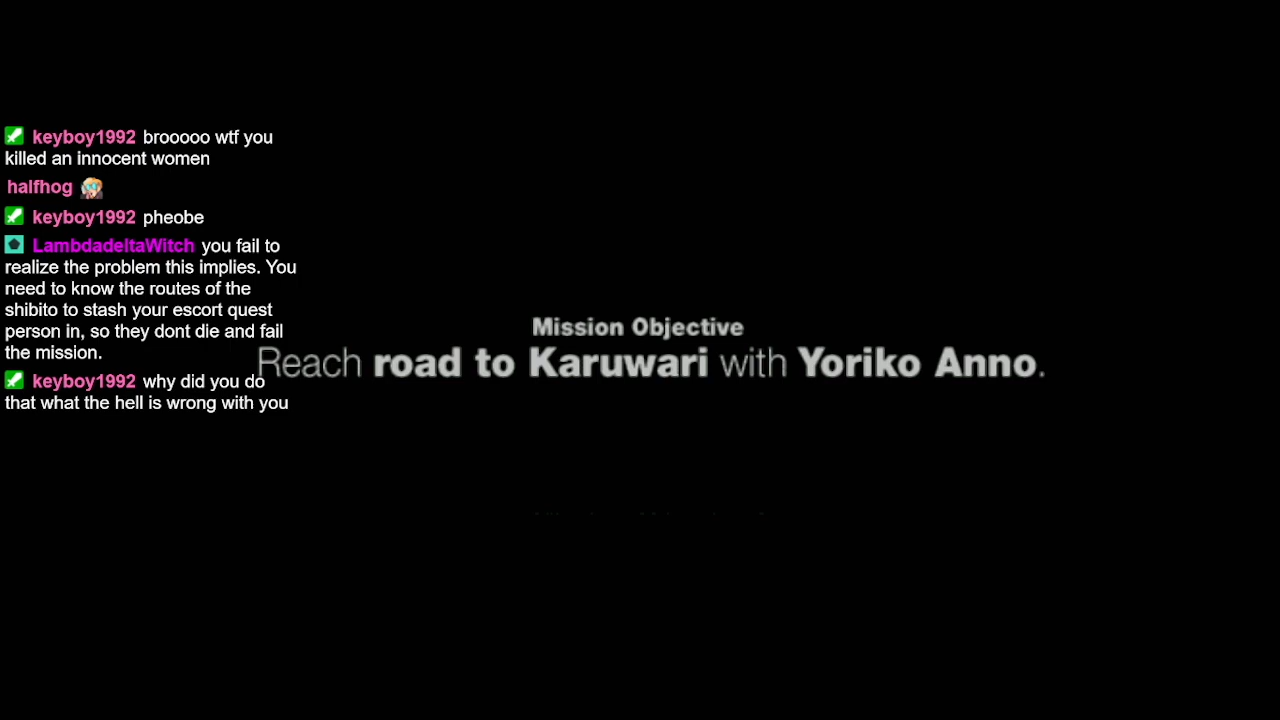 keyboy1992 brooooo wtf you
killed an innocent women
halfhog
keyboy1992 pheobe
LambdadeltaWitch you fail to
realize the problem this implies. You
need to know the routes of the
shibito to stash your escort quest
person in, so they dont die and fail
the mission.
keyboy1992 why did you do
that what the hell is wrong with you
Mission Objective
Reach road to Karuwari with Yoriko Anno.